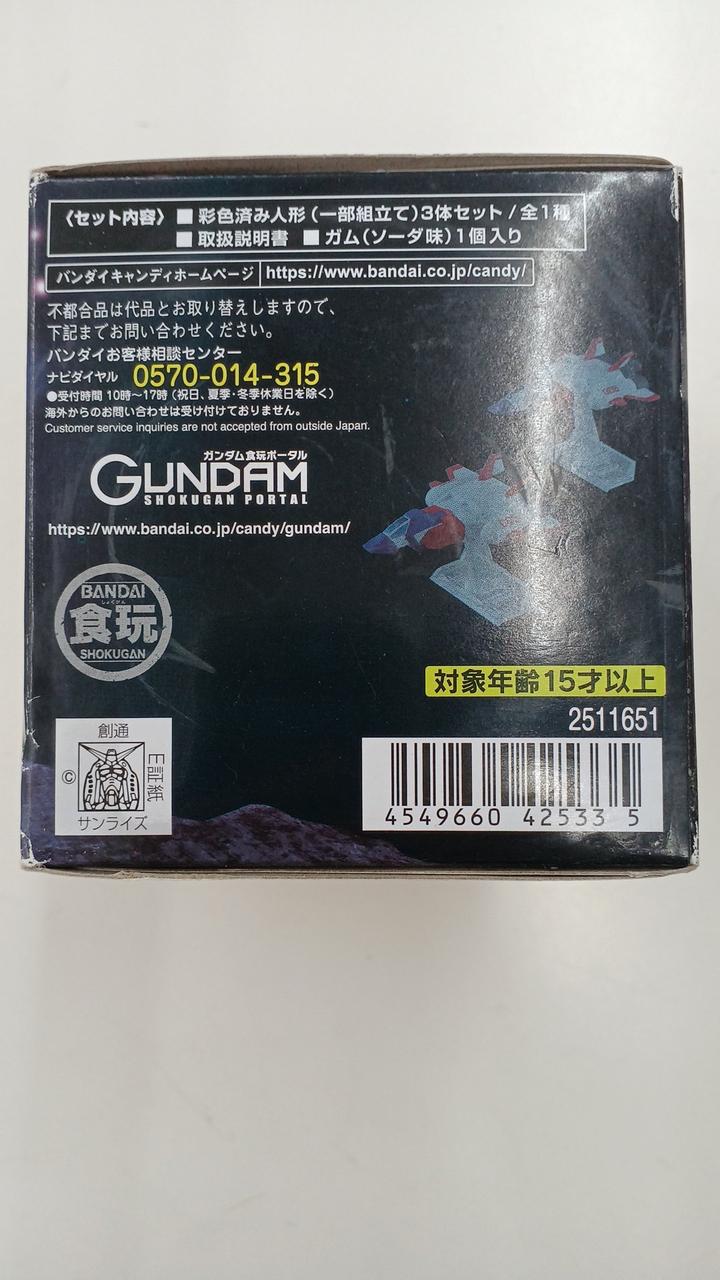 〈セット内容〉 ■ 彩色済み人形(一部組立て)3体セット / 全1種
■ 取扱説明書 ■ ガム(ソーダ味)1個入り
バンダイキャンディホームページ https://www.bandai.co.jp/candy/
不都合品は代品とお取り替えしますので、
下記までお問い合わせください。
バンダイお客様相談センター
ナビダイヤル 0570-014-315
●受付時間 10時〜17時(祝日、夏季・冬季休業日を除く)
海外からのお問い合わせは受け付けておりません。
Customer service inquiries are not accepted from outside Japan.
ガンダム食玩ポータル
GUNDAM
SHOKUGAN PORTAL
https://www.bandai.co.jp/candy/gundam/
BANDAI
しょくがん
食玩
SHOKUGAN
対象年齢15才以上
2511651
創通
© E証紙
サンライズ
4549660 42533 5